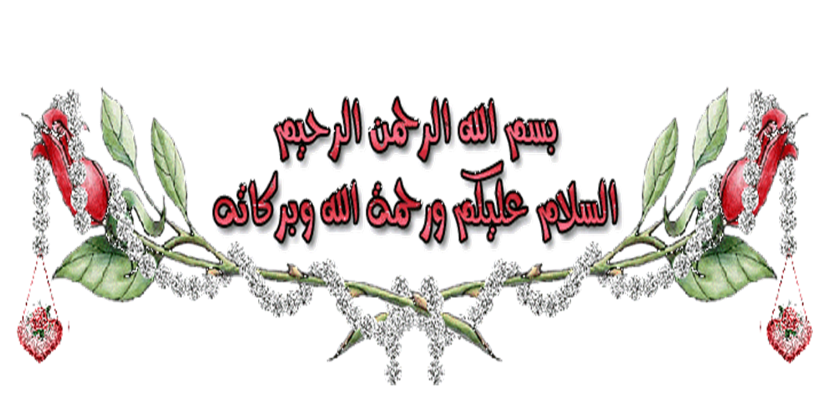 بسم الله الرحمن الرحيم
السلام عليكم ورحمة الله وبركاته